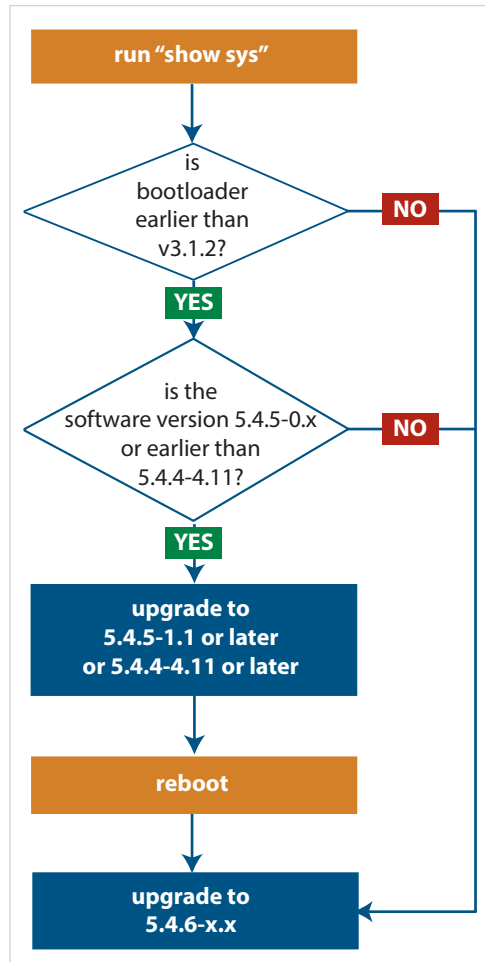 run “show sys”
is
bootloader
earlier than
v3.1.2?
NO
YES
is the
software version 5.4.5-0.x
or earlier than
5.4.4-4.11?
NO
YES
upgrade to
5.4.5-1.1 or later
or 5.4.4-4.11 or later
reboot
upgrade to
5.4.6-x.x